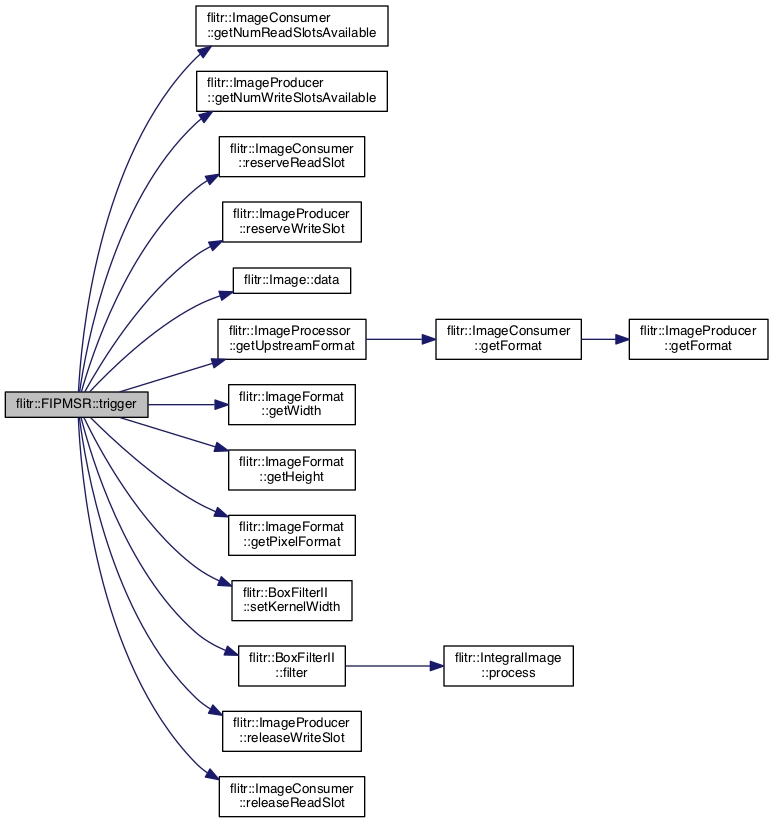 flitr::ImageConsumer
::getNumReadSlotsAvailable
flitr::ImageProducer
::getNumWriteSlotsAvailable
flitr::ImageConsumer
::reserveReadSlot
flitr::ImageProducer
::reserveWriteSlot
flitr::Image::data
flitr::ImageProcessor
::getUpstreamFormat
flitr::ImageConsumer
::getFormat
flitr::ImageProducer
::getFormat
flitr::FIPMSR::trigger
flitr::ImageFormat
::getWidth
flitr::ImageFormat
::getHeight
flitr::ImageFormat
::getPixelFormat
flitr::BoxFilterII
::setKernelWidth
flitr::BoxFilterII
::filter
flitr::IntegralImage
::process
flitr::ImageProducer
::releaseWriteSlot
flitr::ImageConsumer
::releaseReadSlot